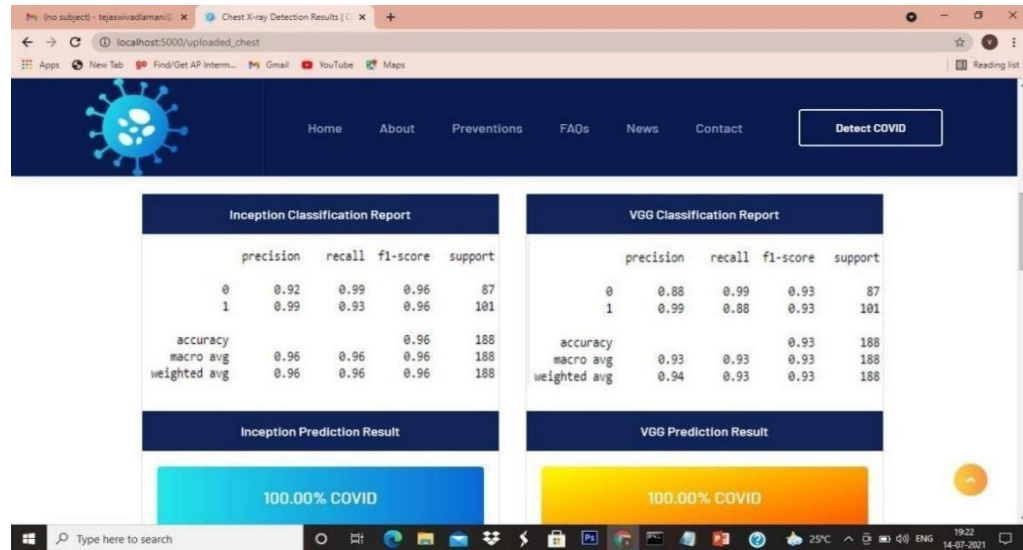 (no subject) - tejaswivadlamani
Chest X-ray Detection Results |
localhost:5000/uploaded_chest
Apps New Tab Find/Get AP Interm... Gmail YouTube Maps Reading list
Home About Preventions FAQs News Contact Detect COVID
Inception Classification Report
precision recall f1-score support
0 0.92 0.99 0.96 87
1 0.99 0.93 0.96 101
accuracy 0.96 188
macro avg 0.96 0.96 0.96 188
weighted avg 0.96 0.96 0.96 188
Inception Prediction Result
100.00% COVID
VGG Classification Report
precision recall f1-score support
0 0.88 0.99 0.93 87
1 0.99 0.88 0.93 101
accuracy 0.93 188
macro avg 0.93 0.93 0.93 188
weighted avg 0.94 0.93 0.93 188
VGG Prediction Result
100.00% COVID
Type here to search
Ps
25°C ENG
19:22
14-07-2021